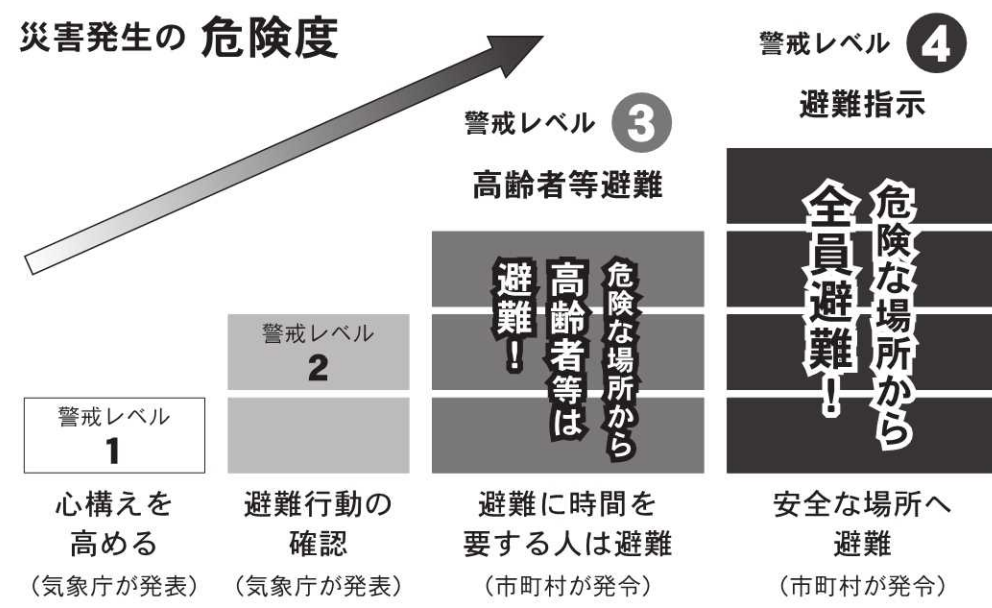 災害発生の 危険度
警戒レベル
1
心構えを
高める
（気象庁が発表）
警戒レベル
2
避難行動の
確認
（気象庁が発表）
警戒レベル 3
高齢者等避難
危険な場所から
高齢者等は
避難！
避難に時間を
要する人は避難
（市町村が発令）
警戒レベル 4
避難指示
危険な場所から
全員避難！
安全な場所へ
避難
（市町村が発令）